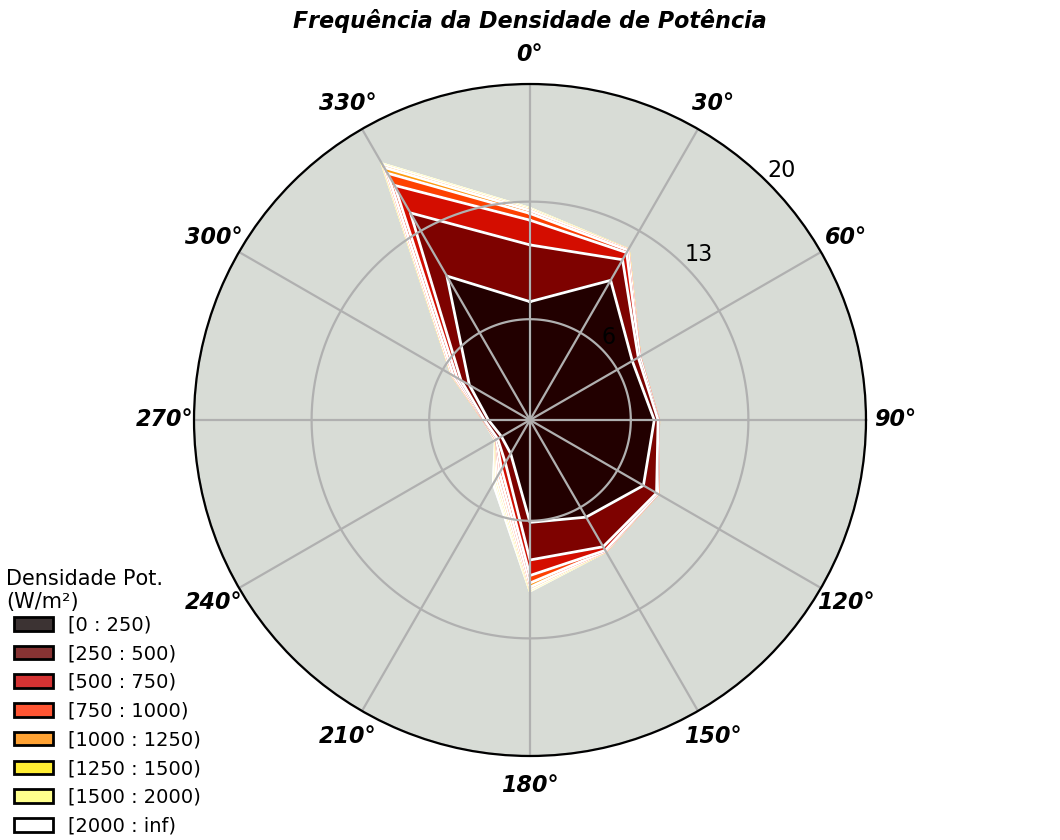 Frequência da Densidade de Potência
0°
330°
30°
20
300°
60°
13
6
270°
90°
Densidade Pot.
(W/m²)
240°
120°
[0 : 250)
[250 : 500)
[500 : 750)
[750 : 1000)
[1000 : 1250)
[1250 : 1500)
[1500 : 2000)
[2000 : inf)
210°
150°
180°